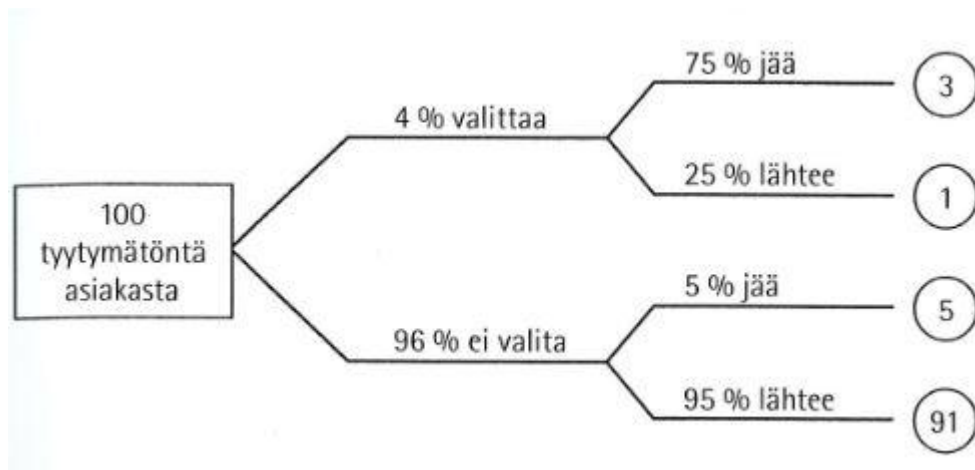 100
tyytymätöntä
asiakasta
4 % valittaa
75 % jää
3
25 % lähtee
1
96 % ei valita
5 % jää
5
95 % lähtee
91